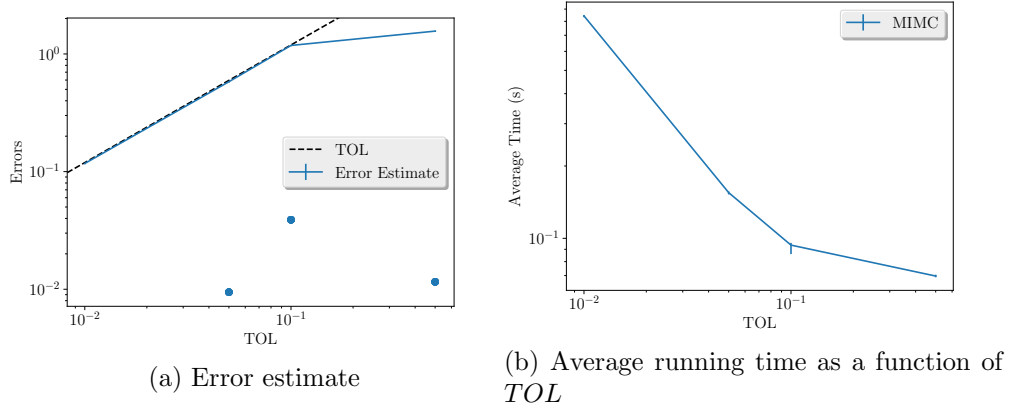 Errors
10^0
10^{-1}
10^{-2}
TOL
Error Estimate
10^{-2}
10^{-1}
TOL
(a) Error estimate
Average Time (s)
10^{-1}
MIMC
10^{-2}
10^{-1}
TOL
(b) Average running time as a function of
TOL